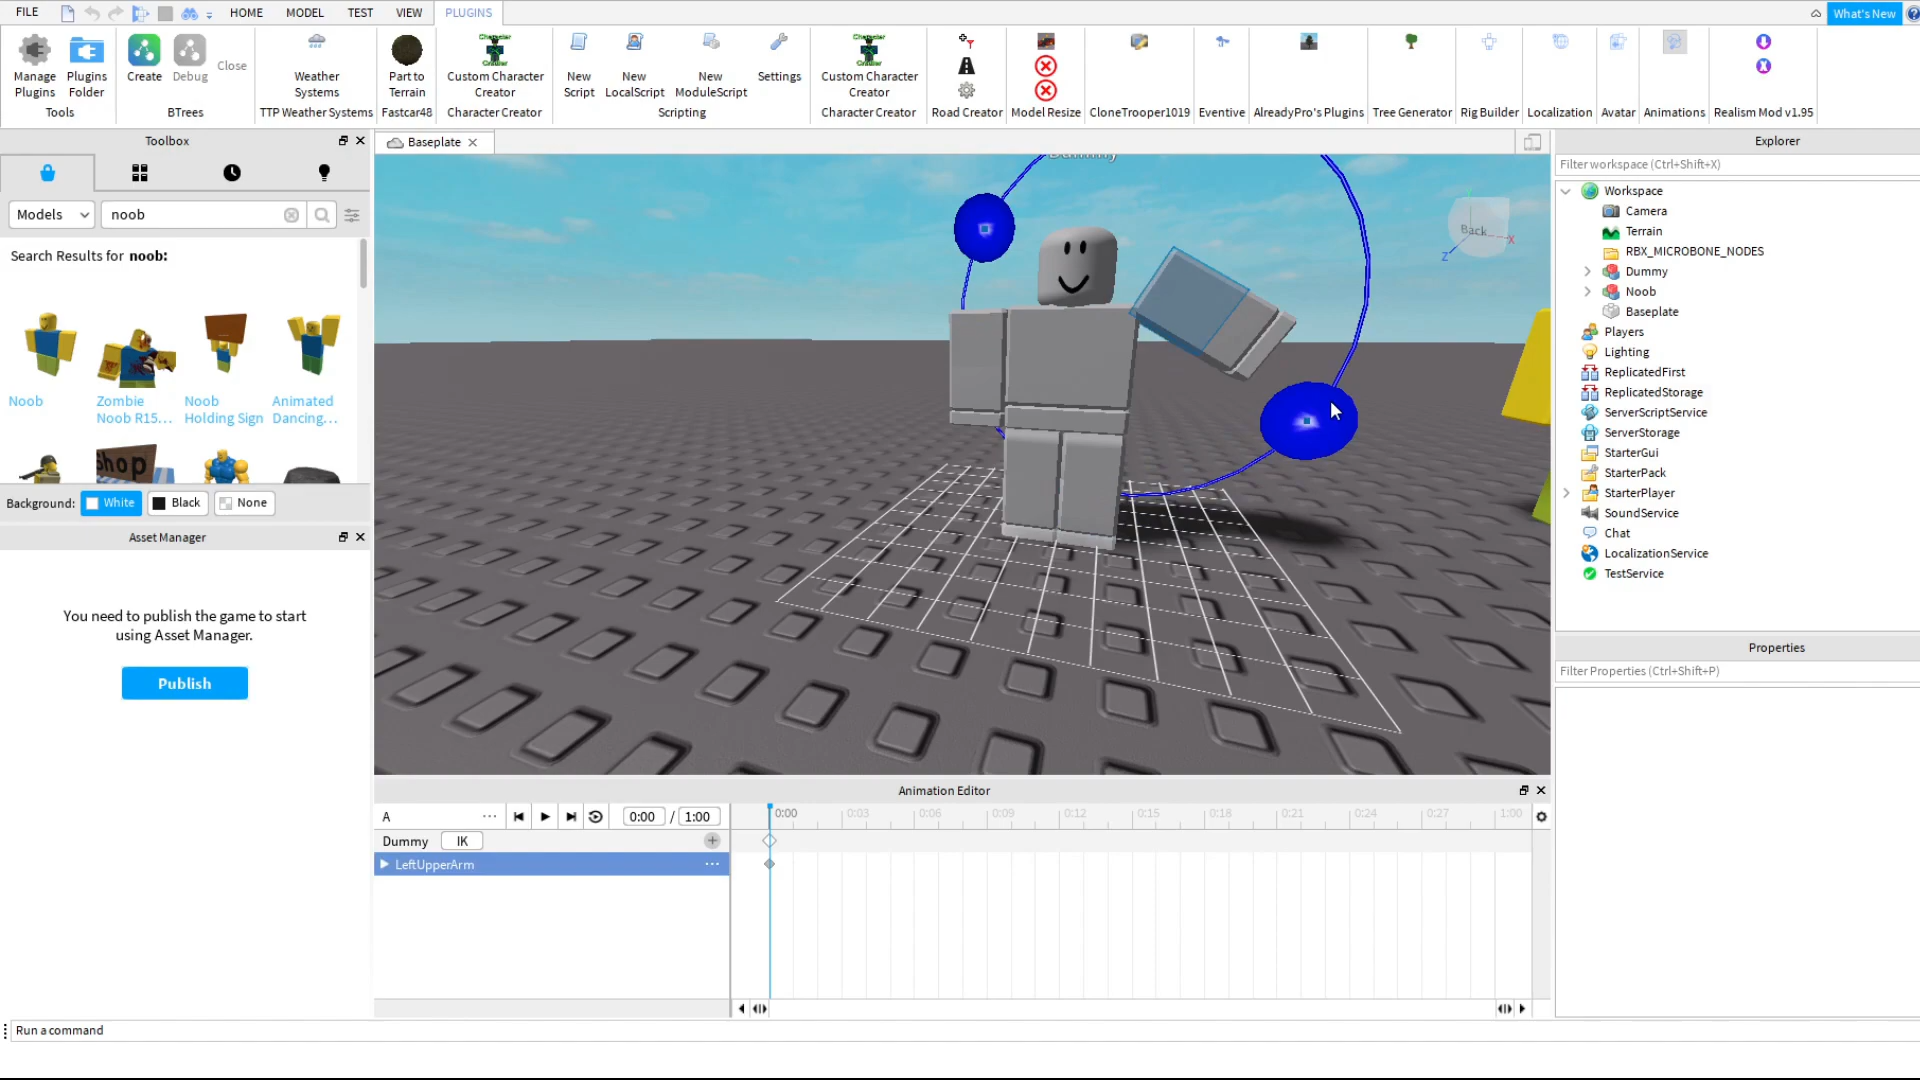 FILE HOME MODEL TEST VIEW PLUGINS What's New
Manage Plugins
Plugins Folder
Tools
Create
Debug
Close
BTrees
Weather Systems
TTP Weather Systems
Part to Terrain
Fastcar48
Custom Character Creator
Character Creator
New Script
New LocalScript
New ModuleScript
Settings
Scripting
Custom Character Creator
Character Creator
Road Creator
Model Resize
CloneTrooper1019
Eventive
AlreadyPro's Plugins
Tree Generator
Rig Builder
Localization
Avatar
Animations
Realism Mod v1.95
Toolbox
Models
noob
Search Results for noob:
Noob
Zombie Noob R15...
Noob Holding Sign
Animated Dancing...
Shop
Background: White Black None
Asset Manager
You need to publish the game to start
using Asset Manager.
Publish
Baseplate
Dummy
Back
X
Z
Animation Editor
A
0:00 / 1:00
0:00 0:03 0:06 0:09 0:12 0:15 0:18 0:21 0:24 0:27 1:00
Dummy IK
LeftUpperArm
Explorer
Filter workspace (Ctrl+Shift+X)
Workspace
Camera
Terrain
RBX_MICROBONE_NODES
Dummy
Noob
Baseplate
Players
Lighting
ReplicatedFirst
ReplicatedStorage
ServerScriptService
ServerStorage
StarterGui
StarterPack
StarterPlayer
SoundService
Chat
LocalizationService
TestService
Properties
Filter Properties (Ctrl+Shift+P)
Run a command